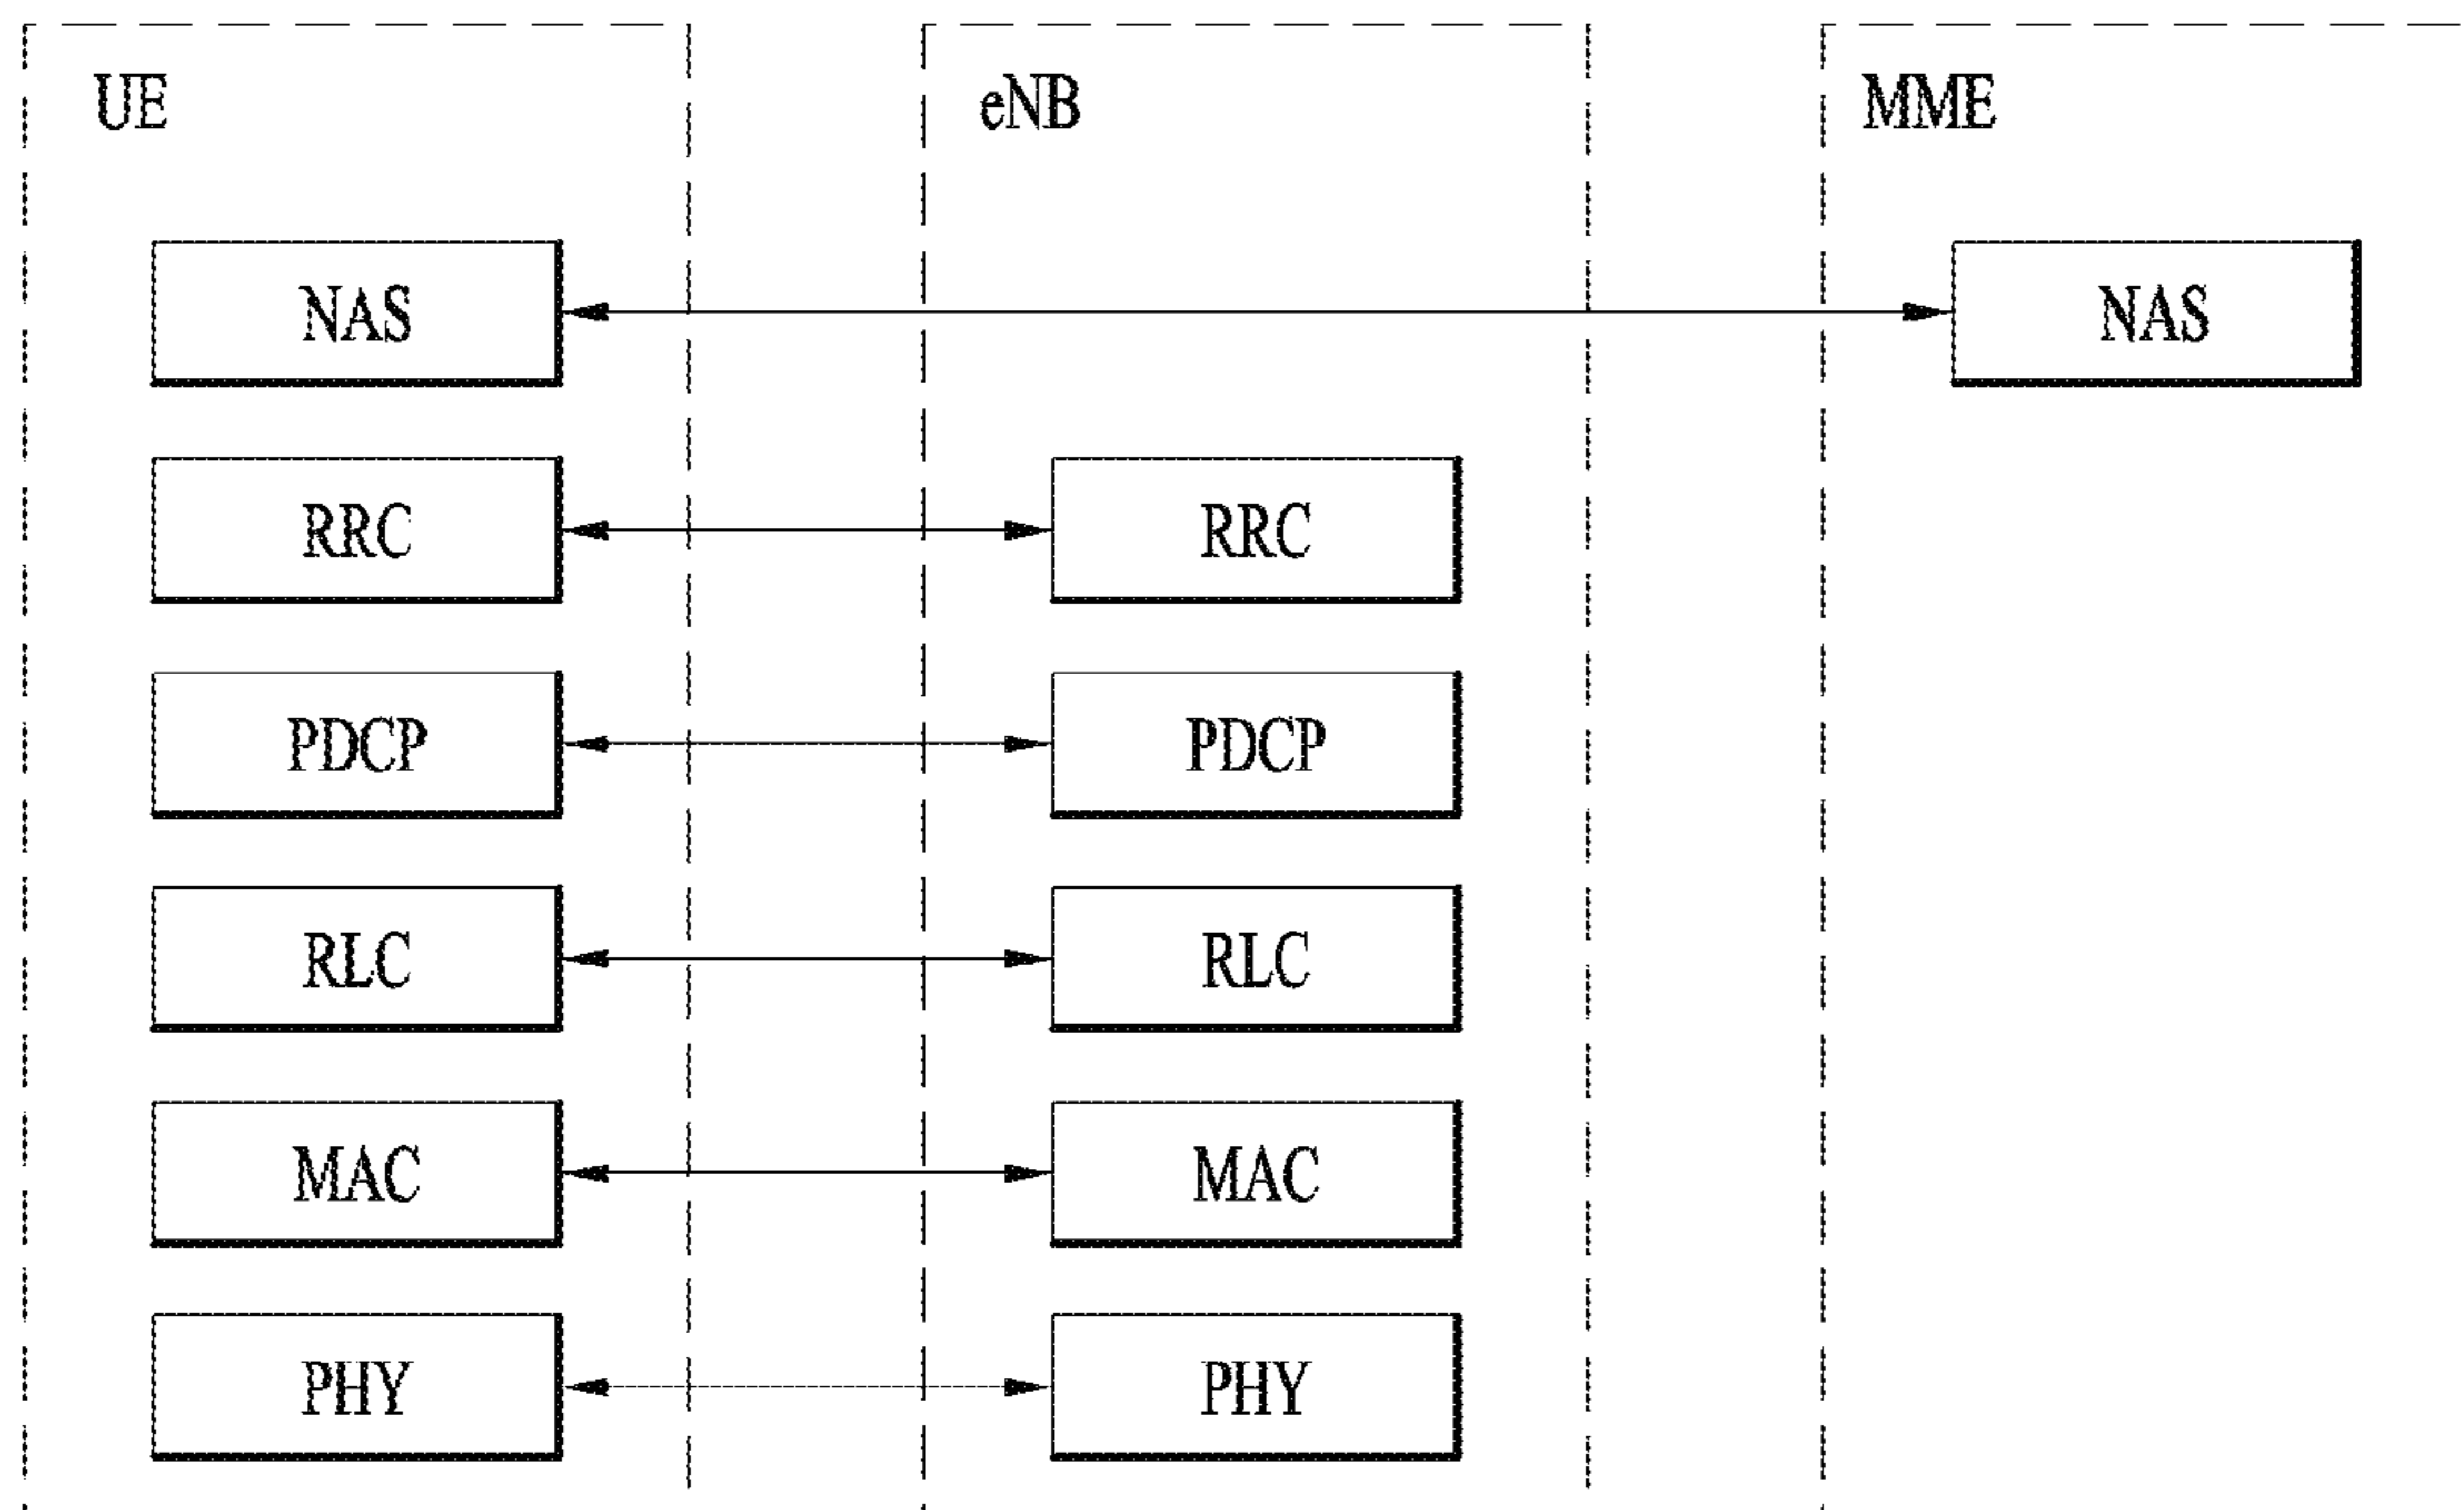 UE eNB MME
NAS NAS
RRC RRC
PDCP PDCP
RLC RLC
MAC MAC
PHY PHY